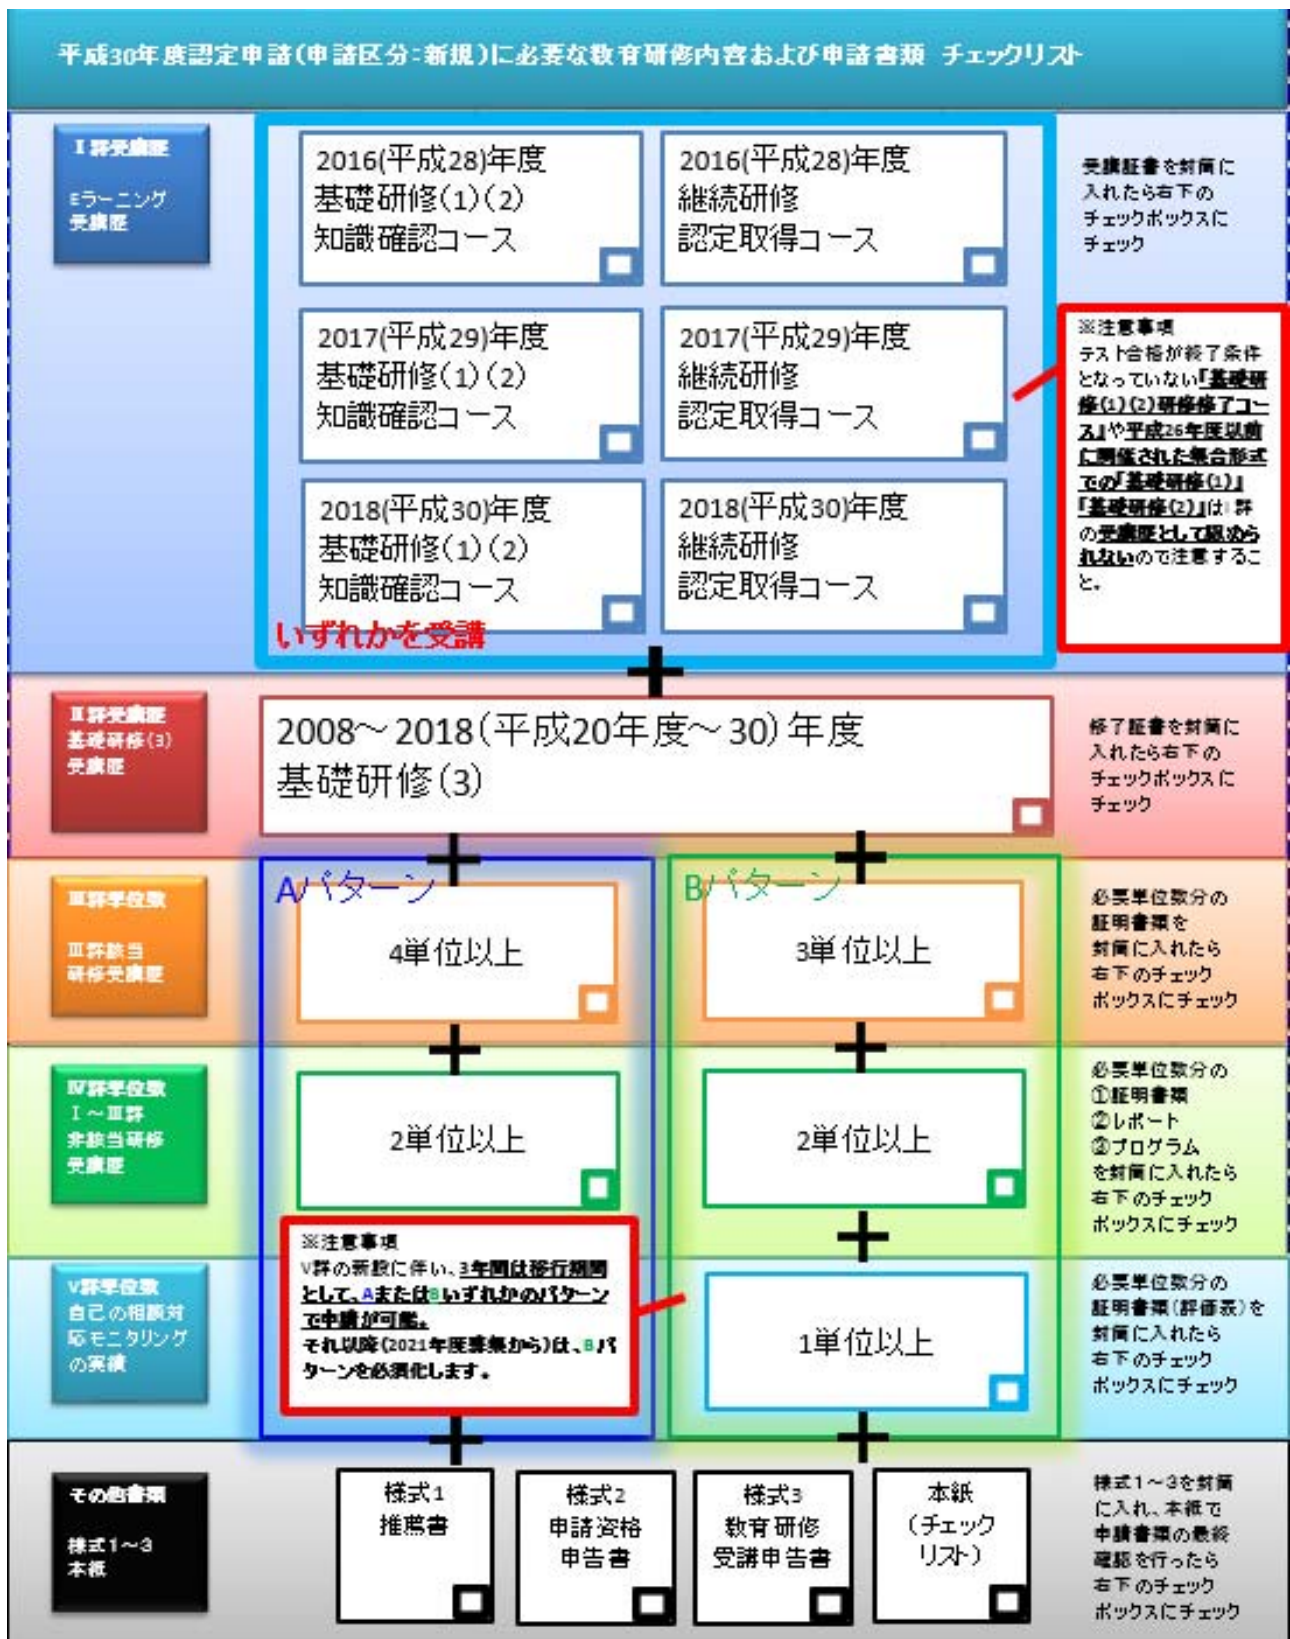 平成30年度認定申請(申請区分:新規)に必要な教育研修内容および申請書類 チェックリスト
Ⅰ群受講歴
Eラーニング
受講歴
2016(平成28)年度
基礎研修(1)(2)
知識確認コース
2016(平成28)年度
継続研修
認定取得コース
受講証書を封筒に
入れたら右下の
チェックボックスに
チェック
2017(平成29)年度
基礎研修(1)(2)
知識確認コース
2017(平成29)年度
継続研修
認定取得コース
※注意事項
テスト合格が終了条件
となっていない「基礎研
修(1)(2)研修修了コー
ス」や平成26年度以前
に開催された集合形式
での「基礎研修(1)」
「基礎研修(2)」はⅠ群
の受講歴として認めら
れないので注意するこ
と。
2018(平成30)年度
基礎研修(1)(2)
知識確認コース
2018(平成30)年度
継続研修
認定取得コース
いずれかを受講
+
Ⅱ群受講歴
基礎研修(3)
受講歴
2008～2018(平成20年度～30)年度
基礎研修(3)
修了証書を封筒に
入れたら右下の
チェックボックスに
チェック
+ +
Aパターン
Bパターン
Ⅲ群単位数
Ⅲ群該当
研修受講歴
4単位以上
3単位以上
必要単位数分の
証明書類を
封筒に入れたら
右下のチェック
ボックスにチェック
+ +
Ⅳ群単位数
Ⅰ～Ⅲ群
非該当研修
受講歴
2単位以上
2単位以上
必要単位数分の
①証明書類
②レポート
③プログラム
を封筒に入れたら
右下のチェック
ボックスにチェック
+
※注意事項
Ⅴ群の新設に伴い、3年間は移行期間
として、AまたはBいずれかのパターン
で申請が可能。
それ以降(2021年度募集から)は、Bパ
ターンを必須化します。
Ⅴ群単位数
自己の相談対
応モニタリング
の実績
1単位以上
必要単位数分の
証明書類(評価表)を
封筒に入れたら
右下のチェック
ボックスにチェック
+ +
その他書類
様式1～3
本紙
様式1
推薦書
様式2
申請資格
申告書
様式3
教育研修
受講申告書
本紙
(チェック
リスト)
様式1～3を封筒
に入れ、本紙で
申請書類の最終
確認を行ったら
右下のチェック
ボックスにチェック